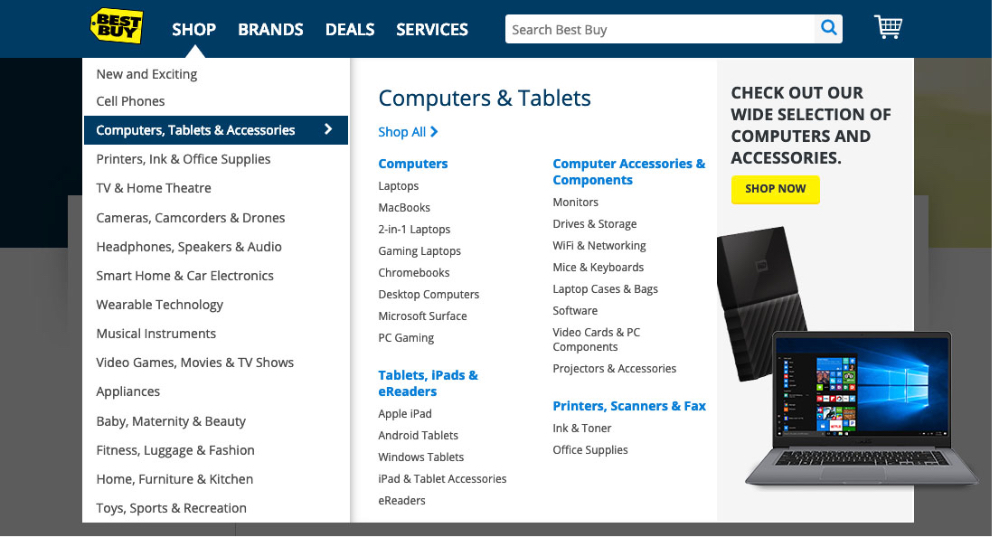 BEST
BUY
SHOP BRANDS DEALS SERVICES
Search Best Buy
New and Exciting
Cell Phones
Computers, Tablets & Accessories
Printers, Ink & Office Supplies
TV & Home Theatre
Cameras, Camcorders & Drones
Headphones, Speakers & Audio
Smart Home & Car Electronics
Wearable Technology
Musical Instruments
Video Games, Movies & TV Shows
Appliances
Baby, Maternity & Beauty
Fitness, Luggage & Fashion
Home, Furniture & Kitchen
Toys, Sports & Recreation
Computers & Tablets
Shop All
Computers
Laptops
MacBooks
2-in-1 Laptops
Gaming Laptops
Chromebooks
Desktop Computers
Microsoft Surface
PC Gaming
Tablets, iPads &
eReaders
Apple iPad
Android Tablets
Windows Tablets
iPad & Tablet Accessories
eReaders
Computer Accessories &
Components
Monitors
Drives & Storage
WiFi & Networking
Mice & Keyboards
Laptop Cases & Bags
Software
Video Cards & PC
Components
Projectors & Accessories
Printers, Scanners & Fax
Ink & Toner
Office Supplies
CHECK OUT OUR
WIDE SELECTION OF
COMPUTERS AND
ACCESSORIES.
SHOP NOW